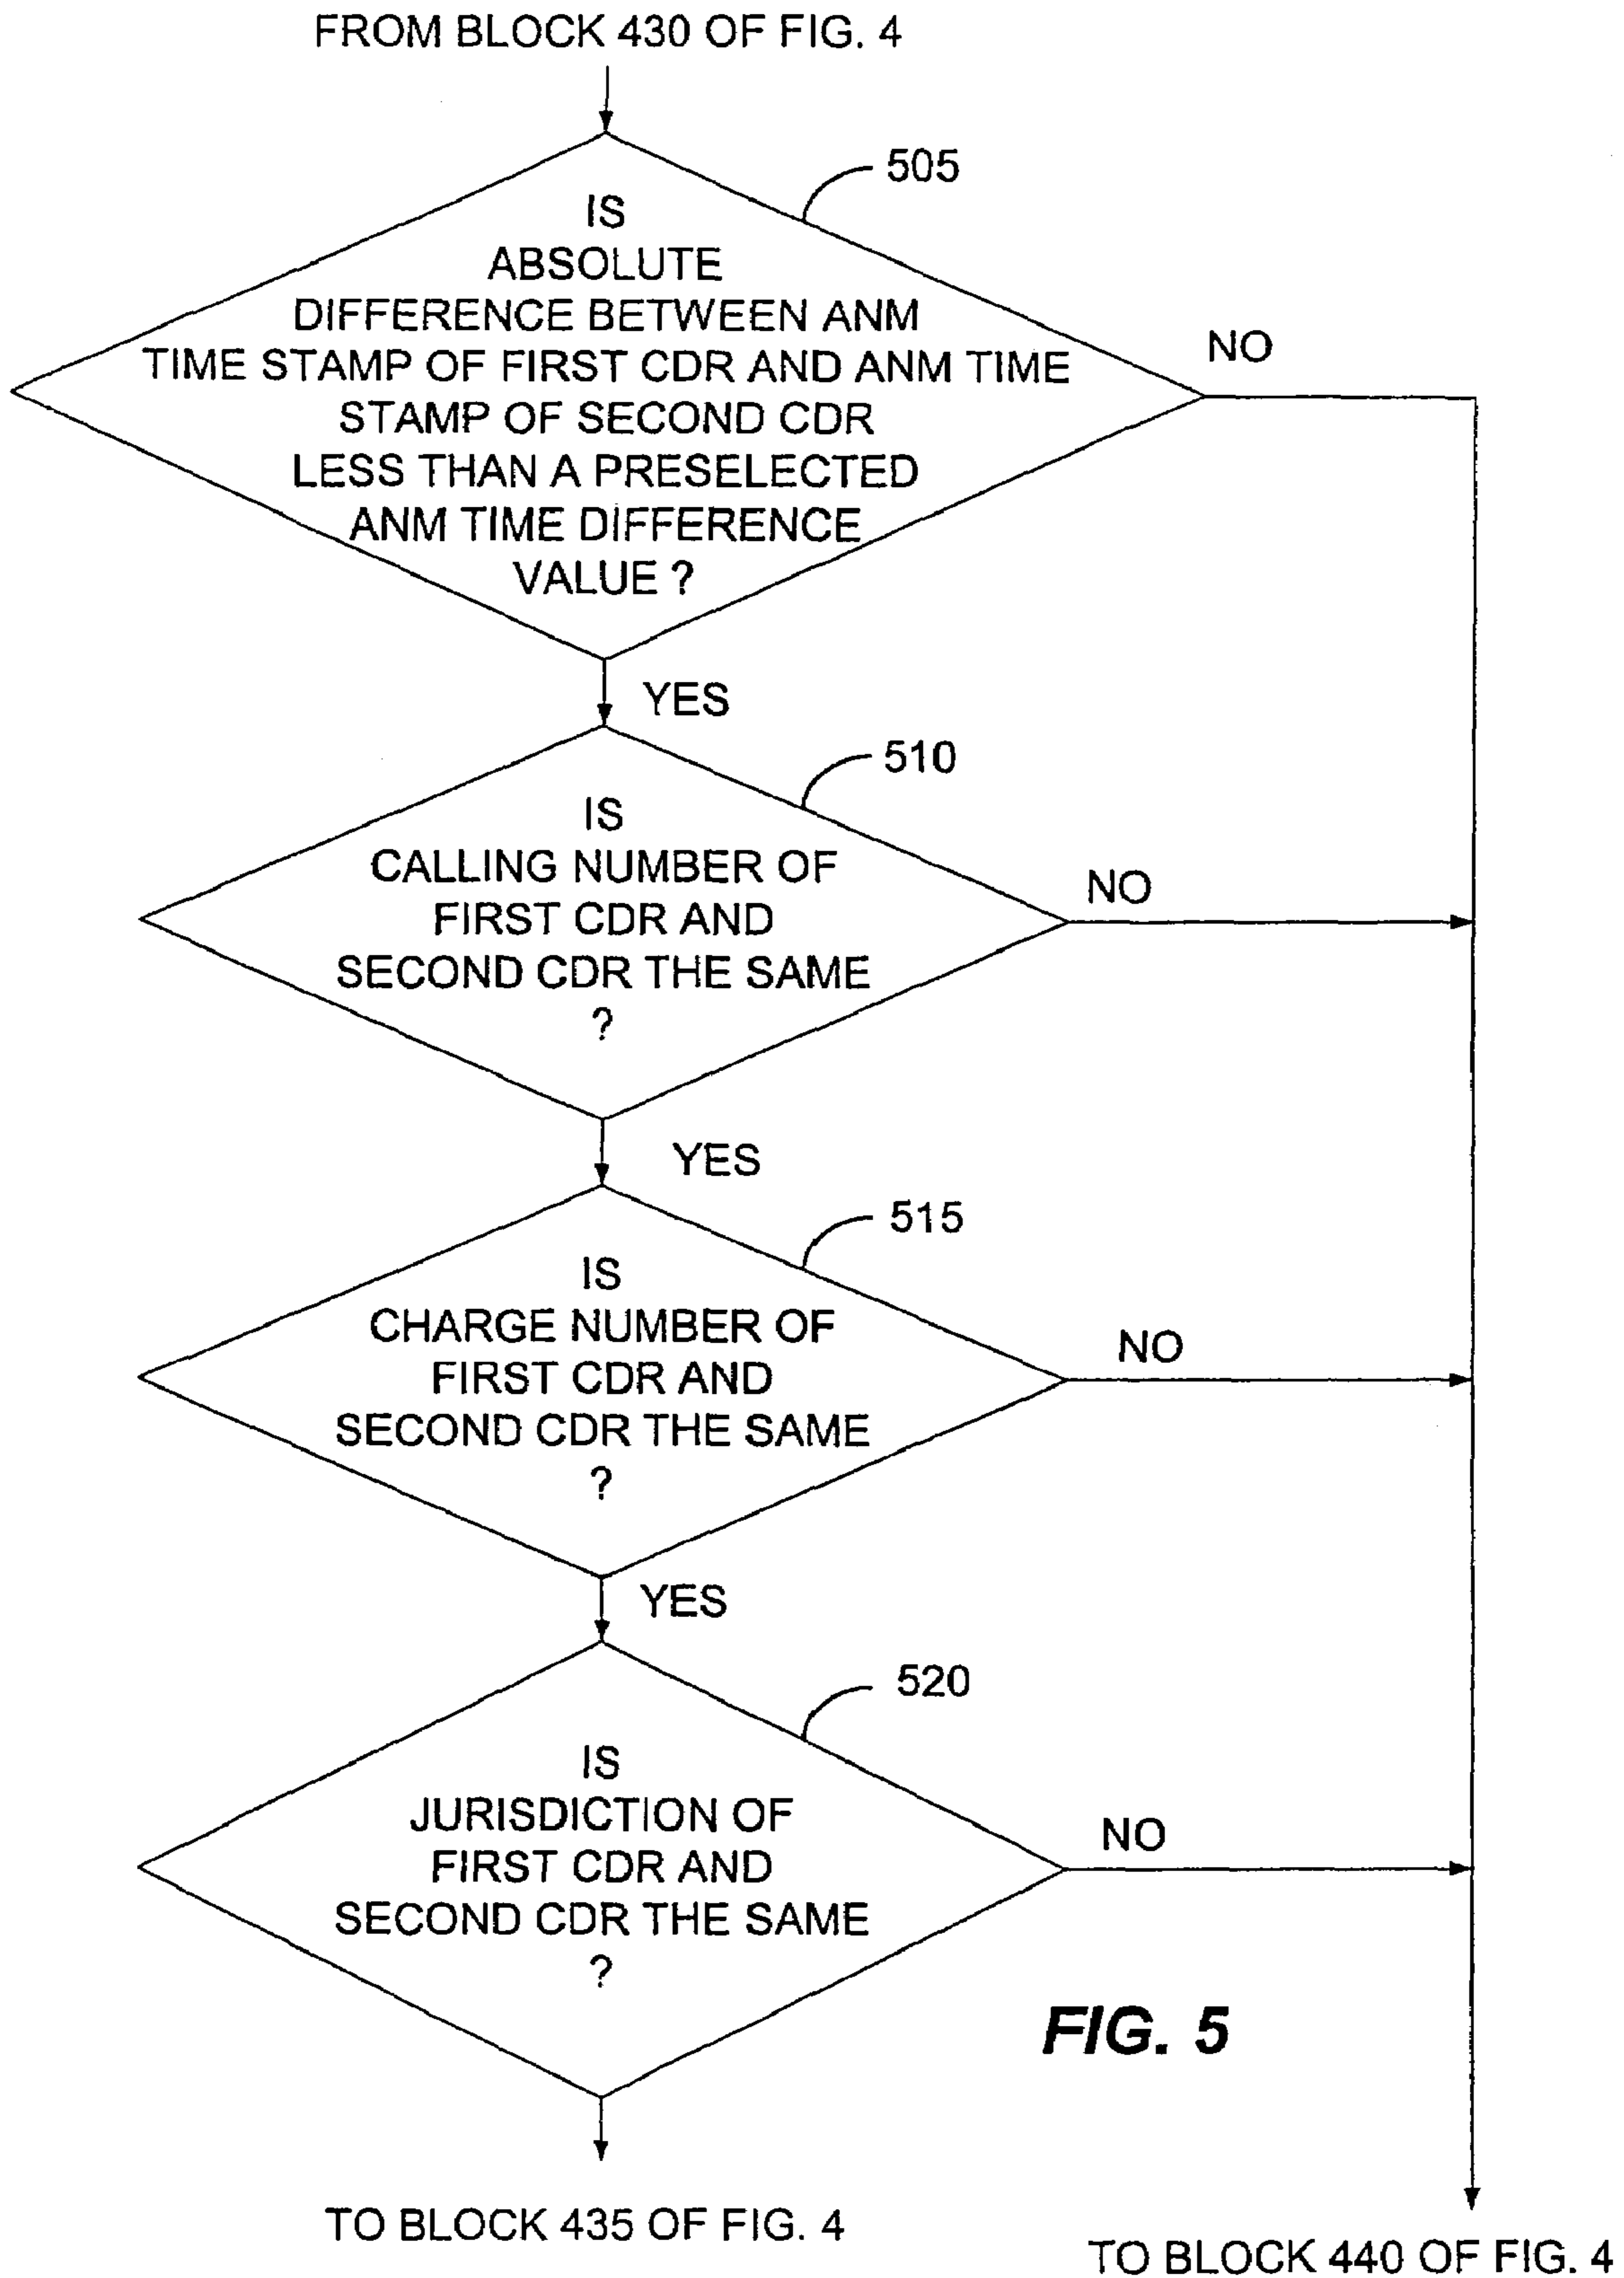 FROM BLOCK 430 OF FIG. 4
505
IS
ABSOLUTE
DIFFERENCE BETWEEN ANM
TIME STAMP OF FIRST CDR AND ANM TIME
STAMP OF SECOND CDR
LESS THAN A PRESELECTED
ANM TIME DIFFERENCE
VALUE ?
NO
YES
510
IS
CALLING NUMBER OF
FIRST CDR AND
SECOND CDR THE SAME
?
NO
YES
515
IS
CHARGE NUMBER OF
FIRST CDR AND
SECOND CDR THE SAME
?
NO
YES
520
IS
JURISDICTION OF
FIRST CDR AND
SECOND CDR THE SAME
?
NO
FIG. 5
TO BLOCK 435 OF FIG. 4
TO BLOCK 440 OF FIG. 4